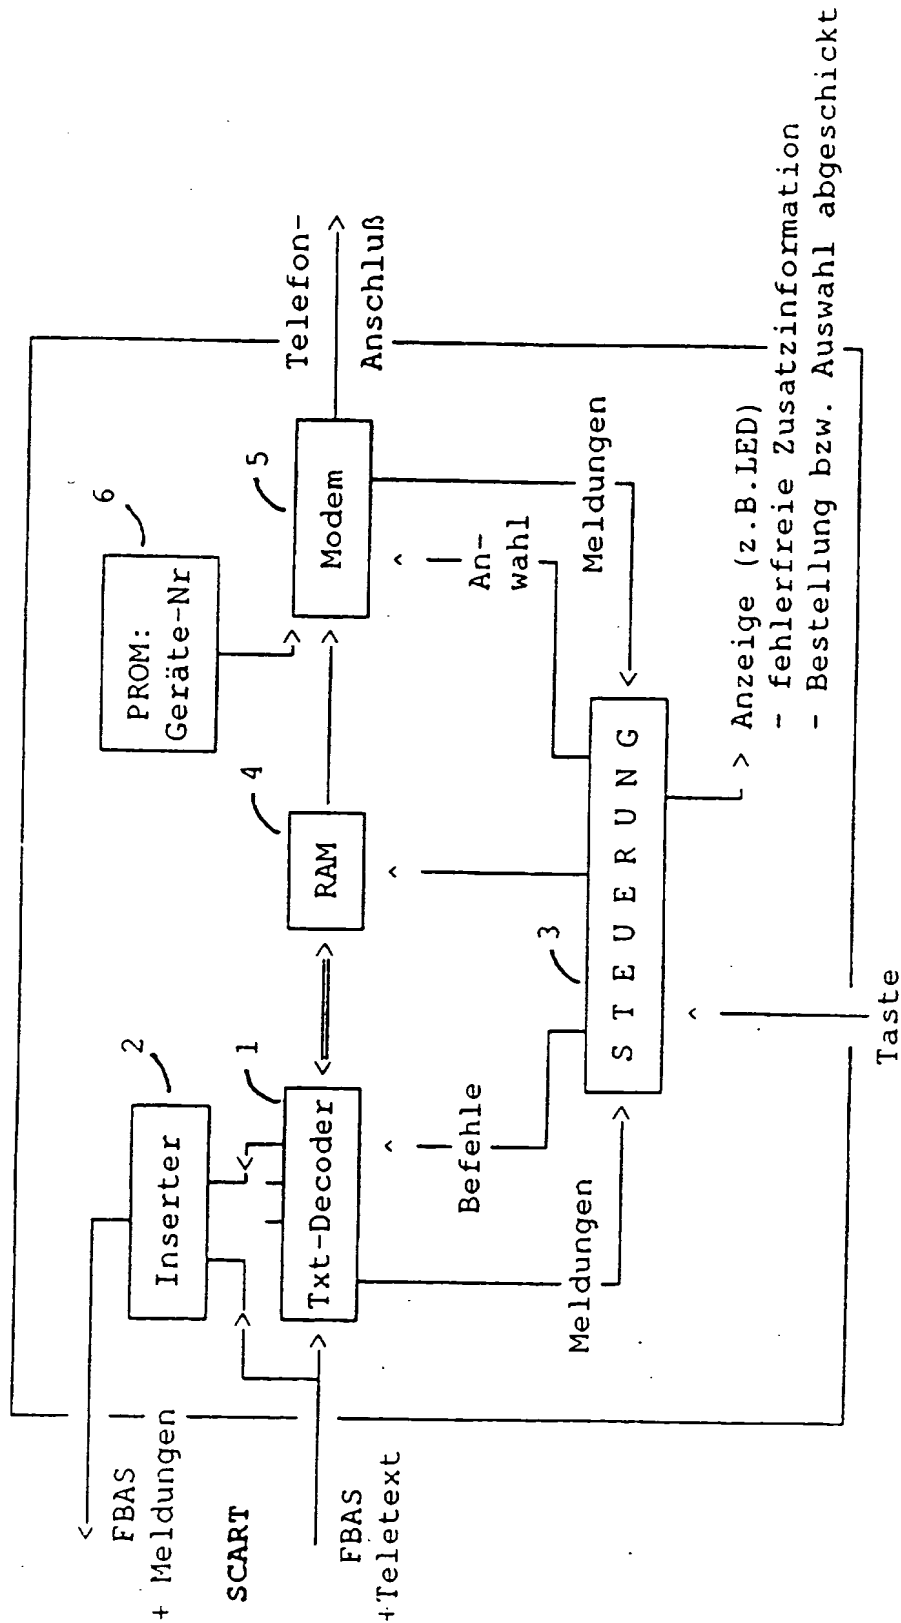 FBAS
+ Meldungen
SCART
FBAS
+Teletext
Inserter
2
Txt-Decoder
1
RAM
4
PROM:
Geräte-Nr
6
Modem
5
Telefon-
Anschluß
Meldungen
Befehle
An-
wahl
Meldungen
STEUERUNG
3
Taste
Anzeige (z.B.LED)
- fehlerfreie Zusatzinformation
- Bestellung bzw. Auswahl abgeschickt